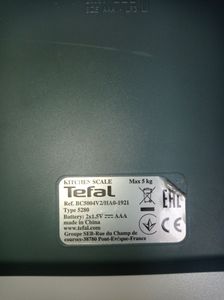 KITCHEN SCALE Max 5 kg
Tefal
Ref. BC5004V2/HA0-1921
Type 5280
Battery: 2x1.5V AAA
made in China
www.tefal.com
Groupe SEB-Rue du Champ de
courses-38780 Pont-Evêque-France
EAC